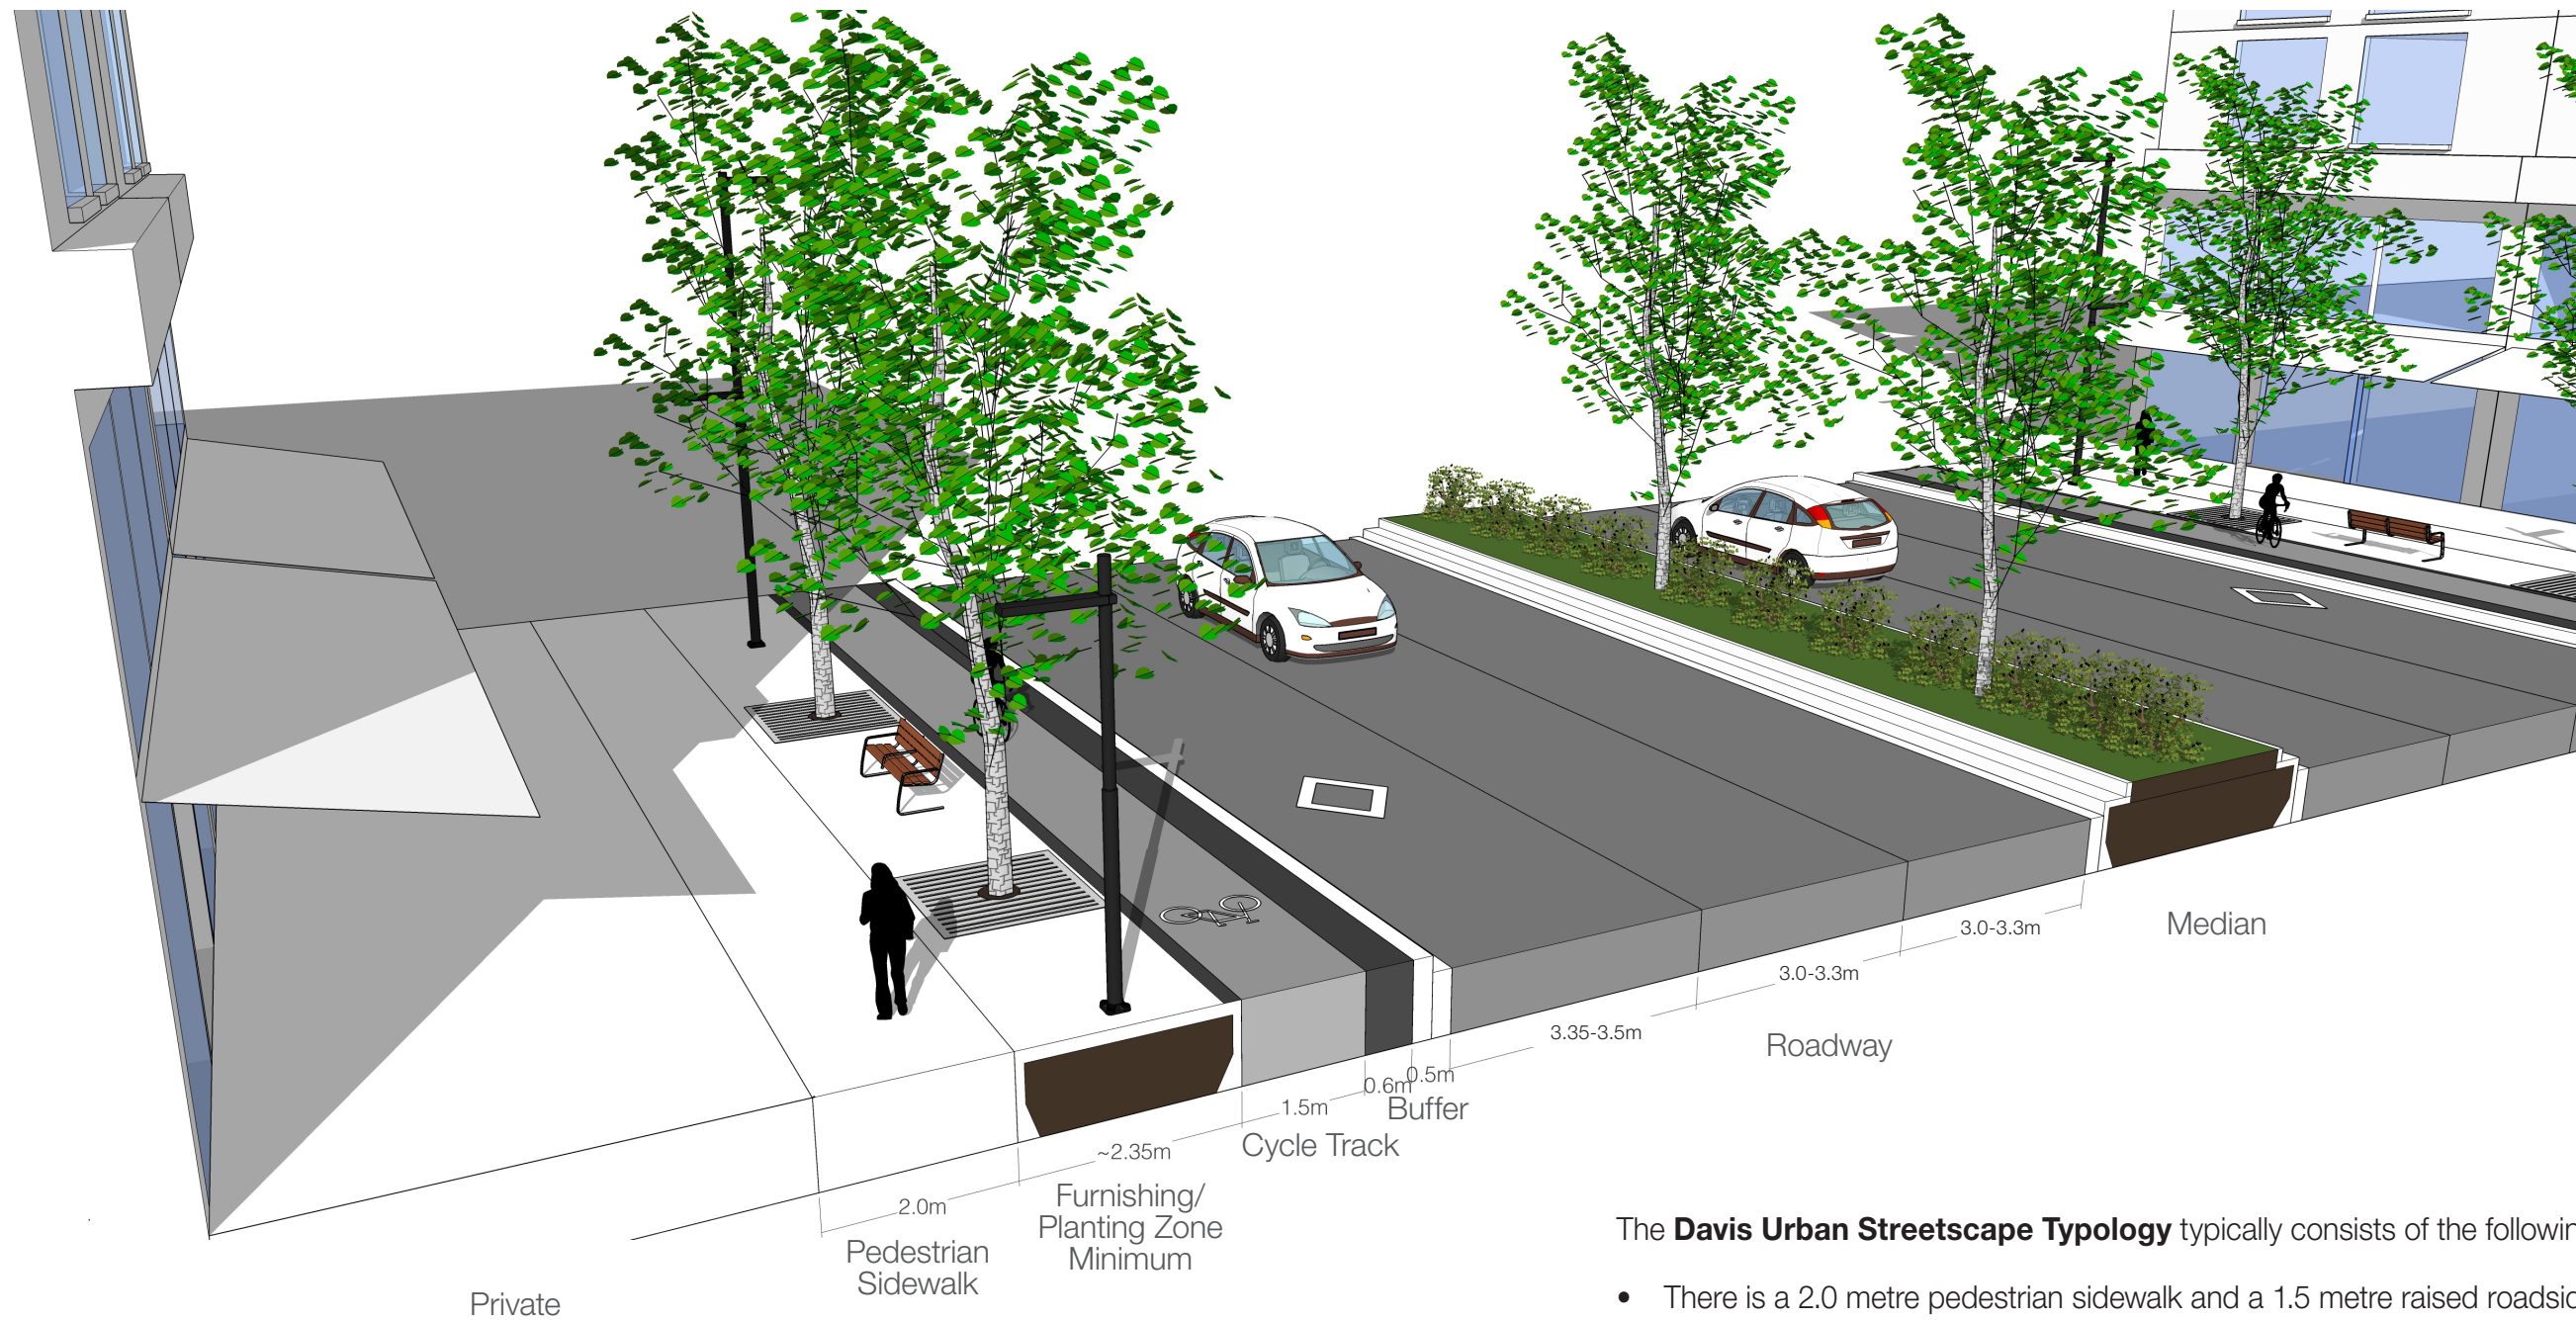 3.0-3.3m
Median
3.0-3.3m
3.35-3.5m
Roadway
0.5m
0.6m
Buffer
1.5m
Cycle Track
~2.35m
Furnishing/
Planting Zone
Minimum
2.0m
Pedestrian
Sidewalk
Private
The Davis Urban Streetscape Typology typically consists of the followin
• There is a 2.0 metre pedestrian sidewalk and a 1.5 metre raised roadsid